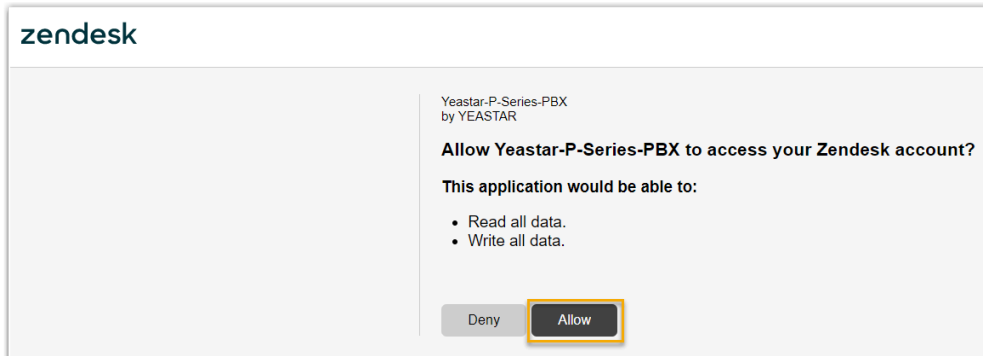 zendesk
Yeastar-P-Series-PBX
by YEASTAR
Allow Yeastar-P-Series-PBX to access your Zendesk account?
This application would be able to:
• Read all data.
• Write all data.
Deny Allow